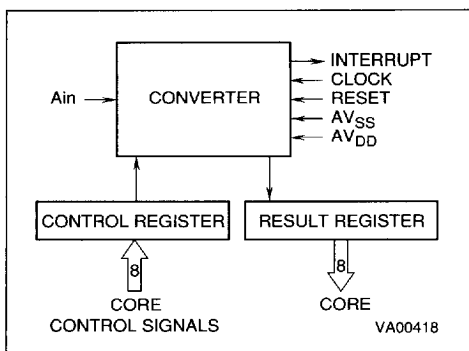 INTERRUPT
CLOCK
Ain
CONVERTER
RESET
AVSS
AVDD
CONTROL REGISTER
RESULT REGISTER
8
8
CORE
CONTROL SIGNALS
CORE
VA00418